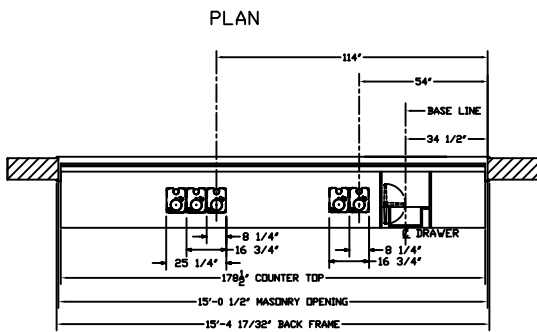 PLAN
114"
54"
BASE LINE
34 1/2"
℄ DRAWER
8 1/4"
8 1/4"
16 3/4"
16 3/4"
25 1/4"
178 1/2" COUNTER TOP
15'-0 1/2" MASONRY OPENING
15'-4 17/32" BACK FRAME